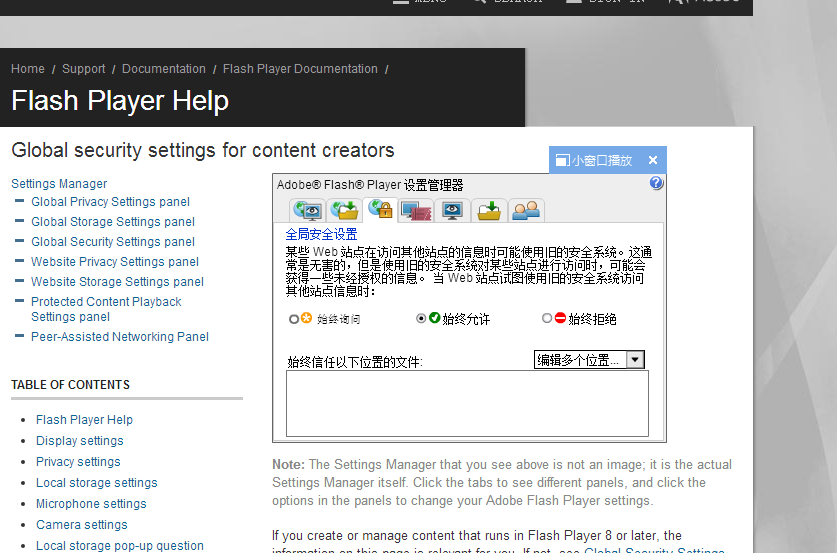 MENU SEARCH SIGN IN Adobe
Home / Support / Documentation / Flash Player Documentation /
Flash Player Help
Global security settings for content creators
小窗口播放 ×
Settings Manager
Global Privacy Settings panel
Global Storage Settings panel
Global Security Settings panel
Website Privacy Settings panel
Website Storage Settings panel
Protected Content Playback
Settings panel
Peer-Assisted Networking Panel
TABLE OF CONTENTS
Flash Player Help
Display settings
Privacy settings
Local storage settings
Microphone settings
Camera settings
Local storage pop-up question
Adobe® Flash® Player 设置管理器
全局安全设置
某些 Web 站点在访问其他站点的信息时可能使用旧的安全系统。这通
常是无害的，但是使用旧的安全系统对某些站点进行访问时，可能会
获得一些未经授权的信息。 当 Web 站点试图使用旧的安全系统访问
其他站点信息时：
始终询问 始终允许 始终拒绝
始终信任以下位置的文件: 编辑多个位置...
Note: The Settings Manager that you see above is not an image; it is the actual
Settings Manager itself. Click the tabs to see different panels, and click the
options in the panels to change your Adobe Flash Player settings.
If you create or manage content that runs in Flash Player 8 or later, the
information on this page is relevant for you. If not, see Global Security Settings